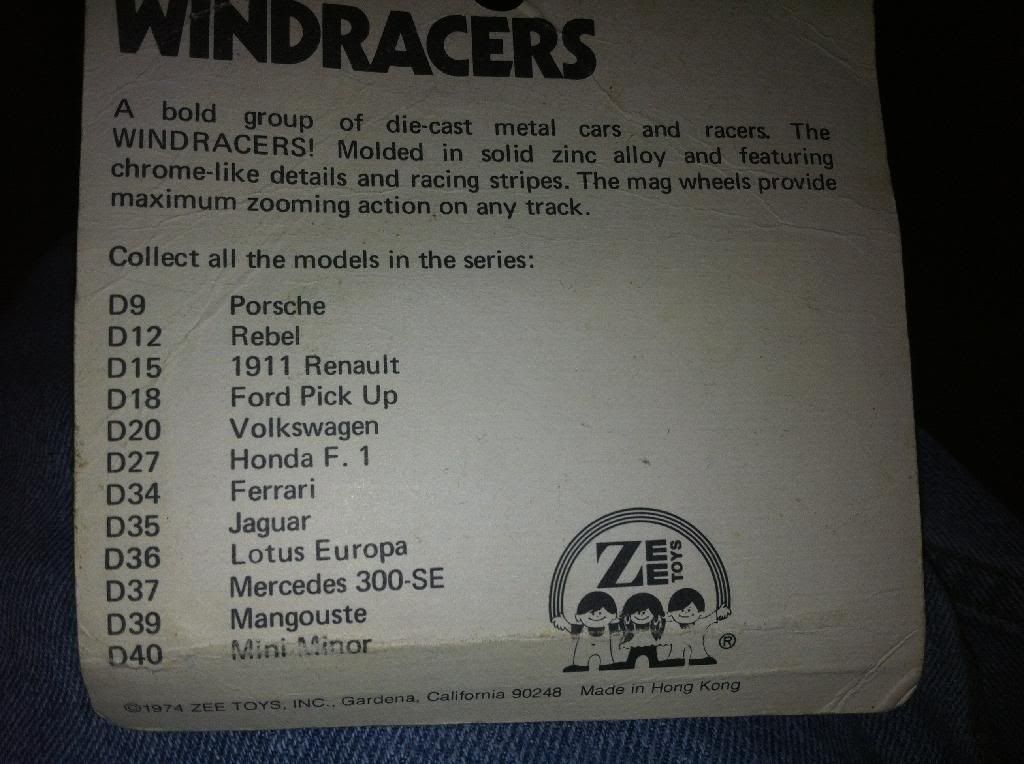 WINDRACERS
A bold group of die-cast metal cars and racers. The
WINDRACERS! Molded in solid zinc alloy and featuring
chrome-like details and racing stripes. The mag wheels provide
maximum zooming action on any track.
Collect all the models in the series:
D9 Porsche
D12 Rebel
D15 1911 Renault
D18 Ford Pick Up
D20 Volkswagen
D27 Honda F. 1
D34 Ferrari
D35 Jaguar
D36 Lotus Europa
D37 Mercedes 300-SE
D39 Mangouste
D40 Mini Minor
ZEE TOYS
®
©1974 ZEE TOYS, INC., Gardena, California 90248 Made in Hong Kong